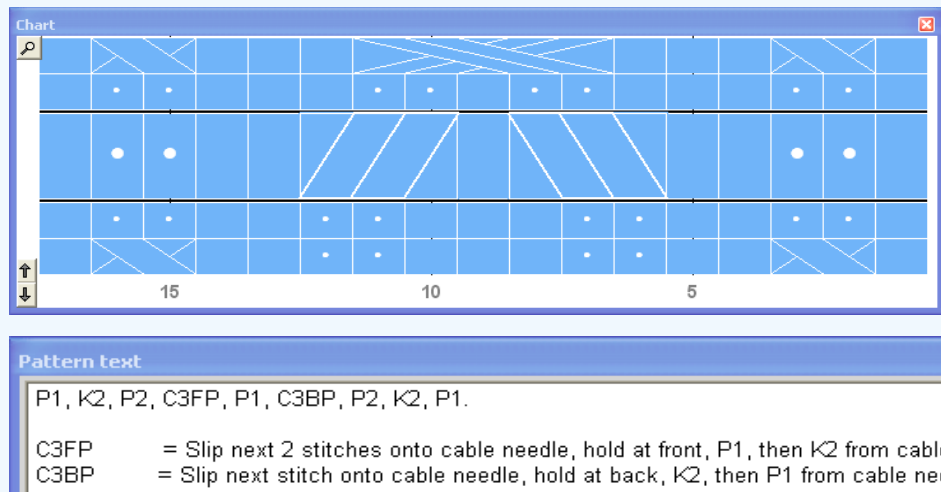 Chart
15 10 5
Pattern text
P1, K2, P2, C3FP, P1, C3BP, P2, K2, P1.
C3FP = Slip next 2 stitches onto cable needle, hold at front, P1, then K2 from
C3BP = Slip next stitch onto cable needle, hold at back, K2, then P1 from cable